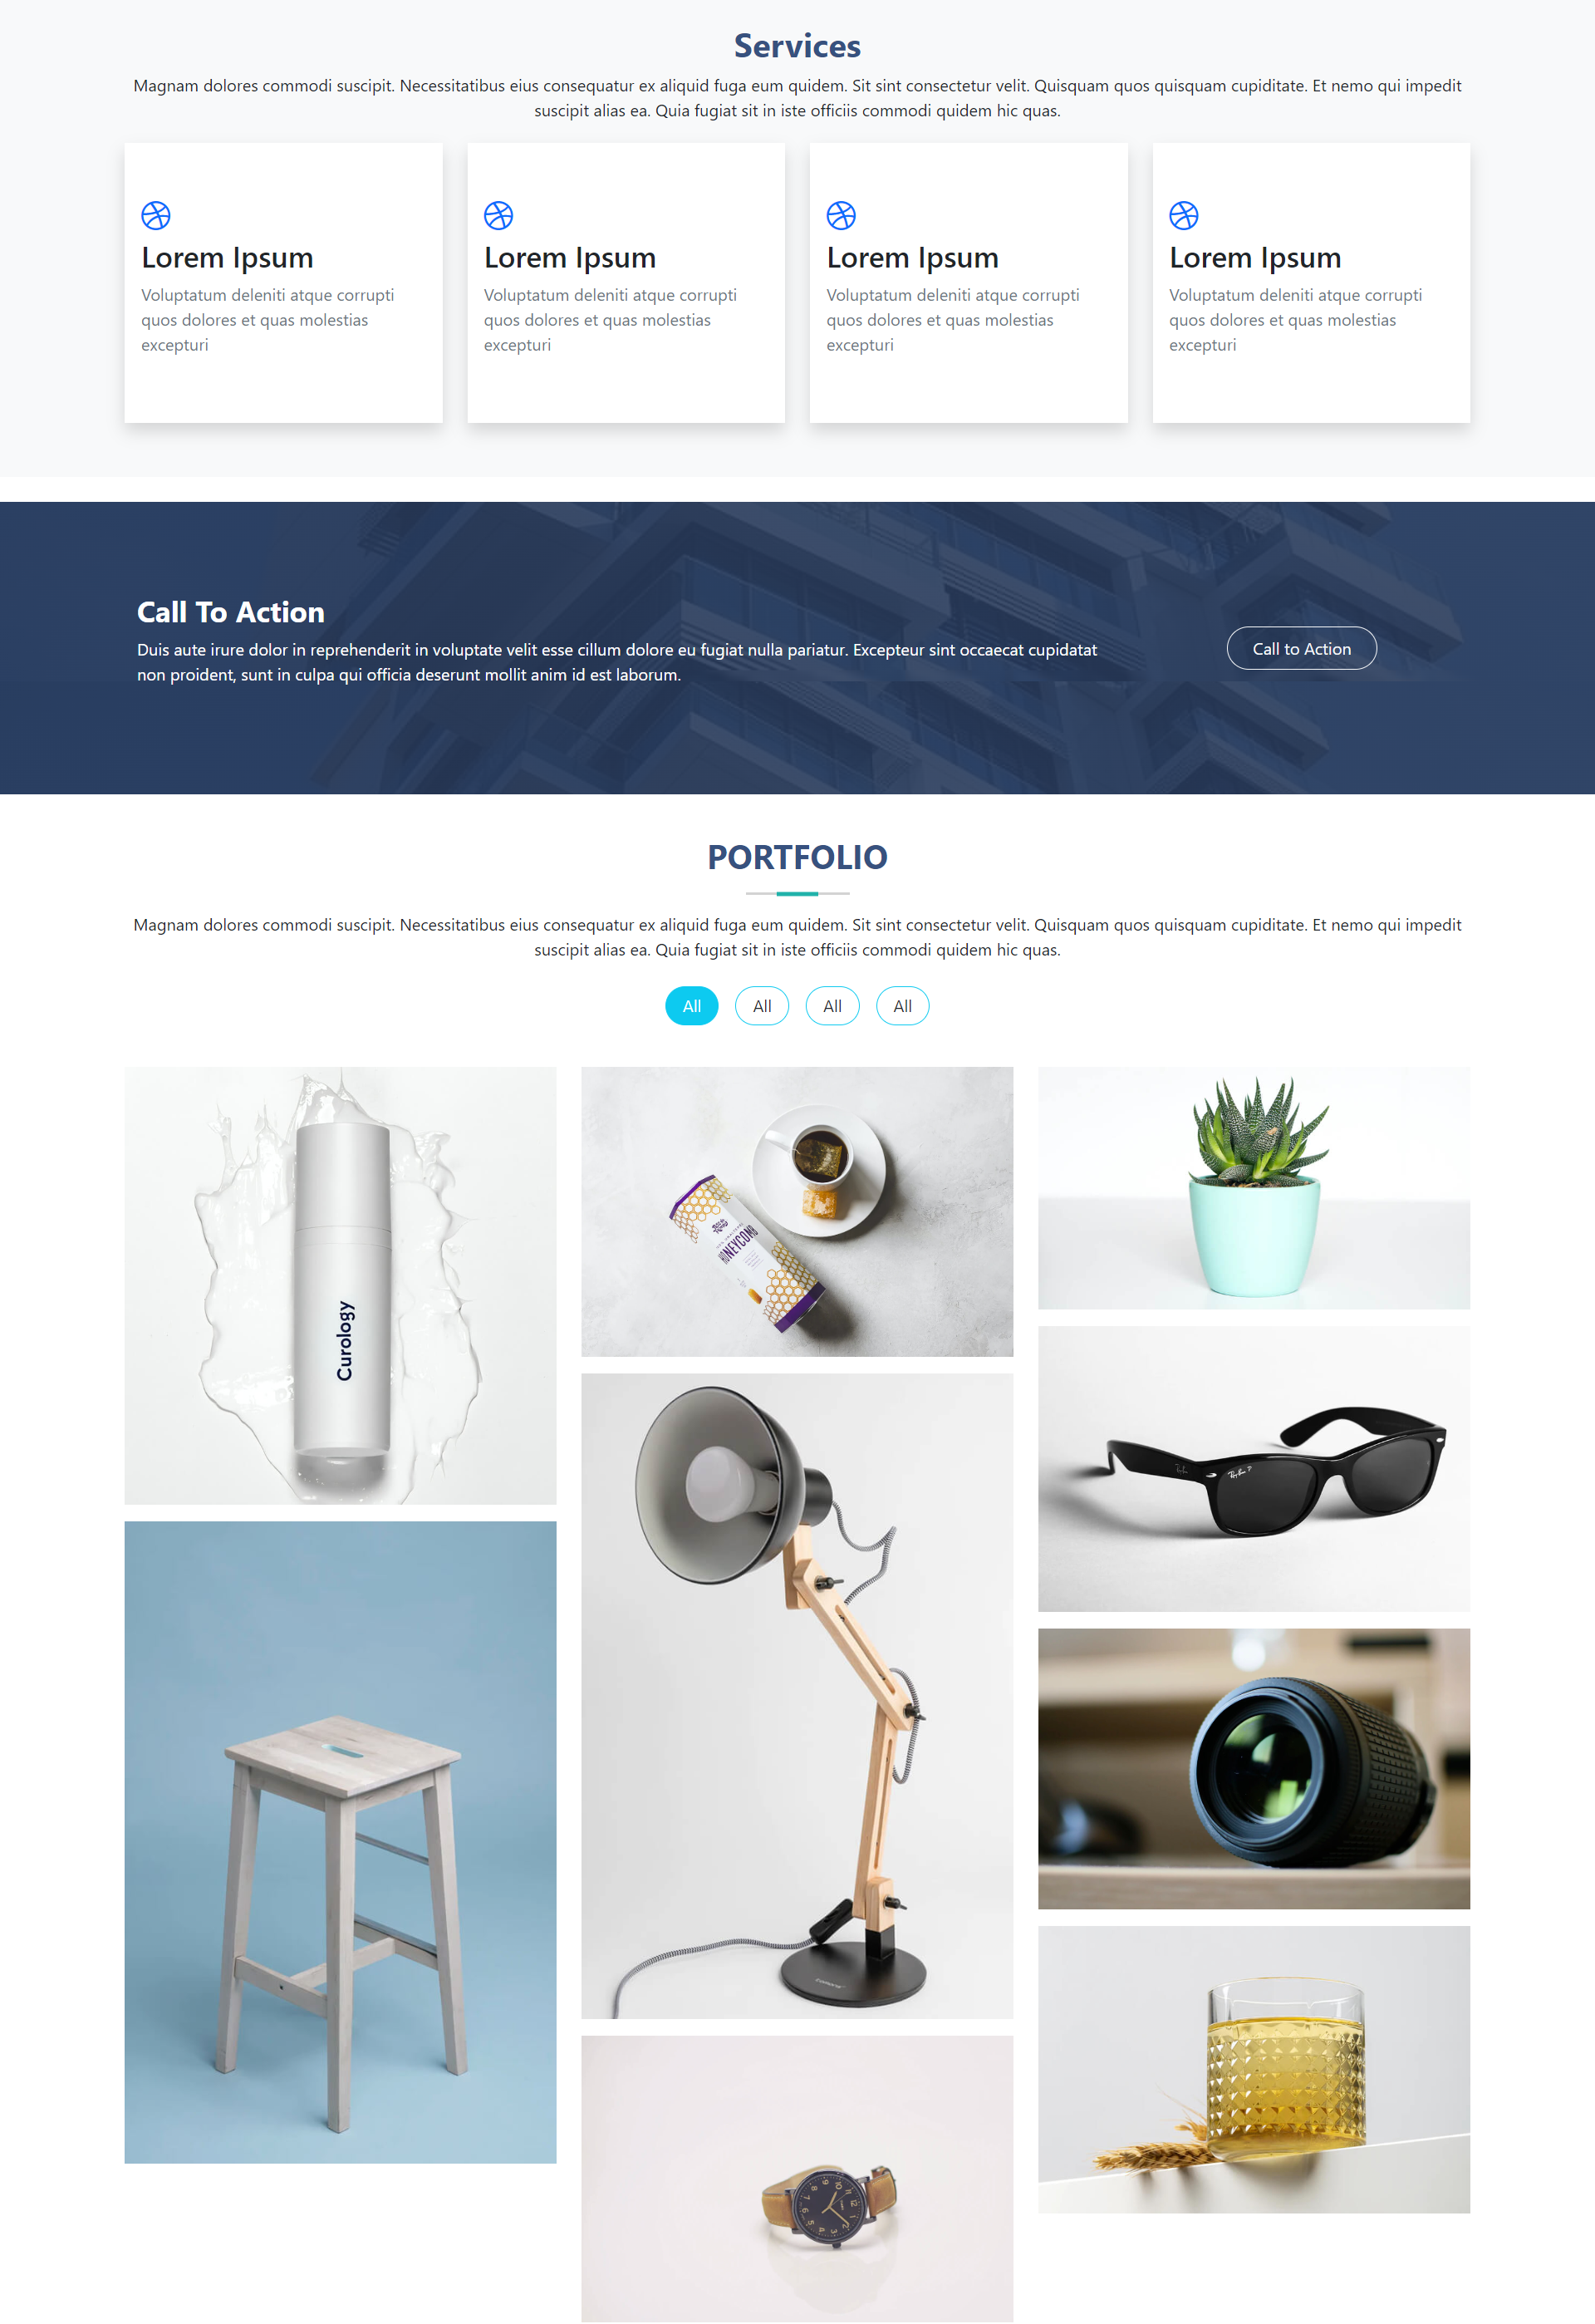 Services
Magnam dolores commodi suscipit. Necessitatibus eius consequatur ex aliquid fuga eum quidem. Sit sint consectetur velit. Quisquam quos quisquam cupiditate. Et nemo qui impedit
suscipit alias ea. Quia fugiat sit in iste officiis commodi quidem hic quas.
Lorem Ipsum
Voluptatum deleniti atque corrupti
quos dolores et quas molestias
excepturi
Lorem Ipsum
Voluptatum deleniti atque corrupti
quos dolores et quas molestias
excepturi
Lorem Ipsum
Voluptatum deleniti atque corrupti
quos dolores et quas molestias
excepturi
Lorem Ipsum
Voluptatum deleniti atque corrupti
quos dolores et quas molestias
excepturi
Call To Action
Duis aute irure dolor in reprehenderit in voluptate velit esse cillum dolore eu fugiat nulla pariatur. Excepteur sint occaecat cupidatat
non proident, sunt in culpa qui officia deserunt mollit anim id est laborum.
Call to Action
PORTFOLIO
Magnam dolores commodi suscipit. Necessitatibus eius consequatur ex aliquid fuga eum quidem. Sit sint consectetur velit. Quisquam quos quisquam cupiditate. Et nemo qui impedit
suscipit alias ea. Quia fugiat sit in iste officiis commodi quidem hic quas.
All
All
All
All
Curology
HONEYCOMB
Ray-Ban P